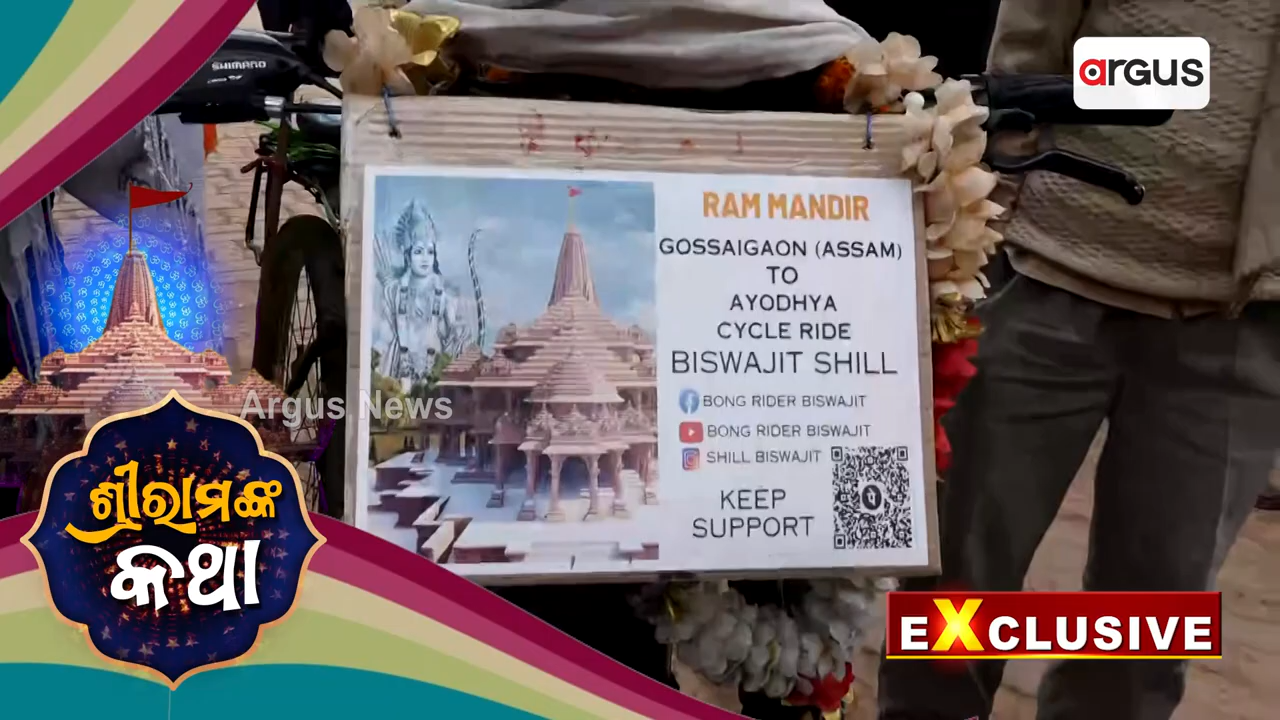 SHIMANO
argus
RAM MANDIR
GOSSAIGAON (ASSAM)
TO
AYODHYA
CYCLE RIDE
BISWAJIT SHILL
BONG RIDER BISWAJIT
BONG RIDER BISWAJIT
SHILL BISWAJIT
KEEP
SUPPORT
Argus News
ଶ୍ରୀରାମଙ୍କ
କଥା
EXCLUSIVE